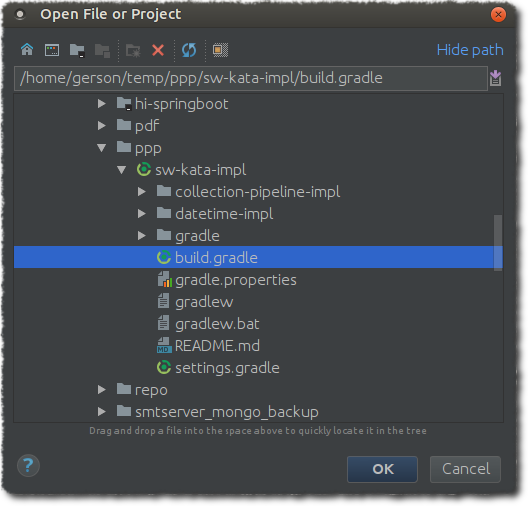 Open File or Project
Hide path
/home/gerson/temp/ppp/sw-kata-impl/build.gradle
hi-springboot
pdf
ppp
sw-kata-impl
collection-pipeline-impl
datetime-impl
gradle
build.gradle
gradle.properties
gradlew
gradlew.bat
MD README.md
settings.gradle
repo
smtserver_mongo_backup
Drag and drop a file into the space above to quickly locate it in the tree
? OK Cancel